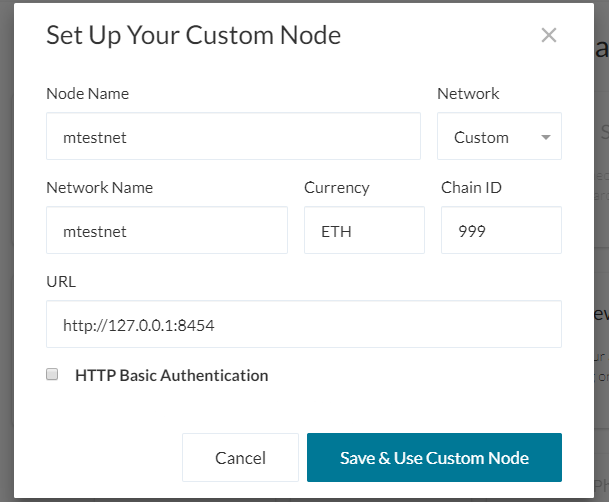 Set Up Your Custom Node
Node Name
Network
mtestnet
Custom
Network Name
Currency
Chain ID
mtestnet
ETH
999
URL
http://127.0.0.1:8454
HTTP Basic Authentication
Cancel
Save & Use Custom Node